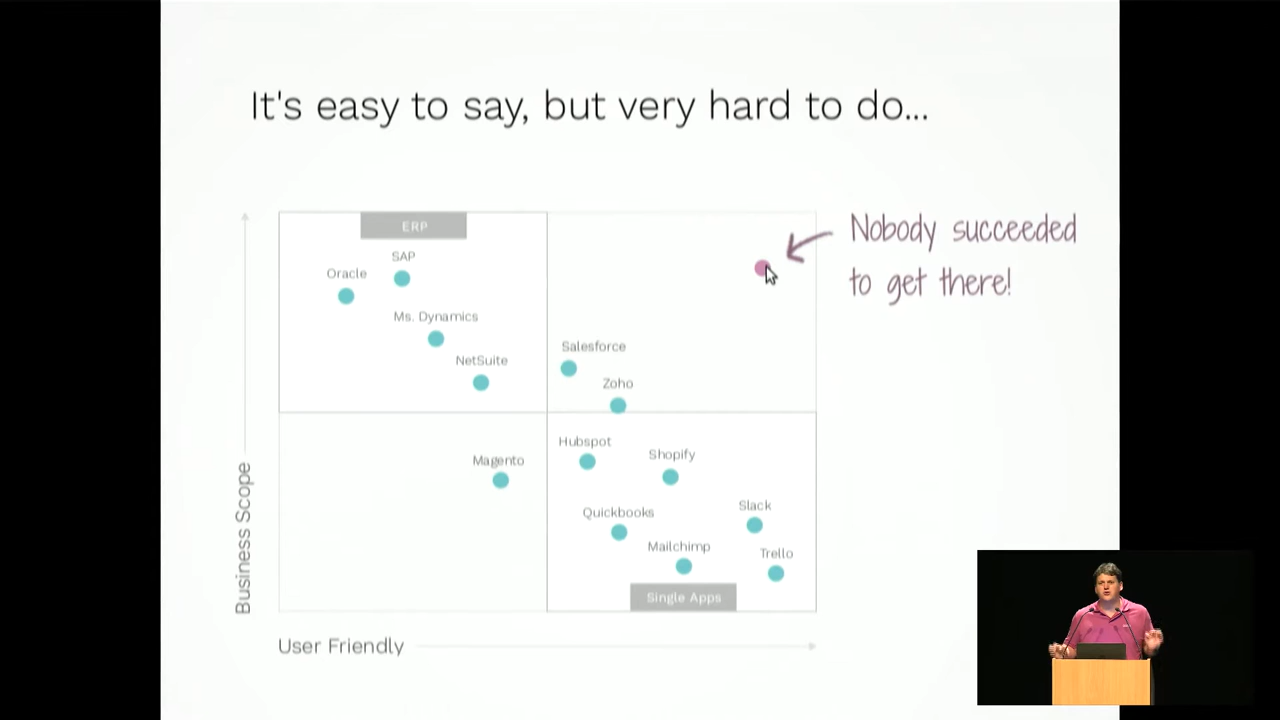 It's easy to say, but very hard to do...
Nobody succeeded
to get there!
ERP
SAP
Oracle
Ms. Dynamics
NetSuite
Salesforce
Zoho
Hubspot
Shopify
Magento
Quickbooks
Slack
Mailchimp
Trello
Single Apps
Business Scope
User Friendly